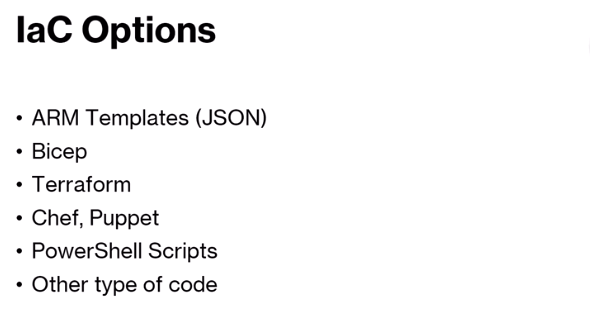 IaC Options
• ARM Templates (JSON)
• Bicep
• Terraform
• Chef, Puppet
• PowerShell Scripts
• Other type of code